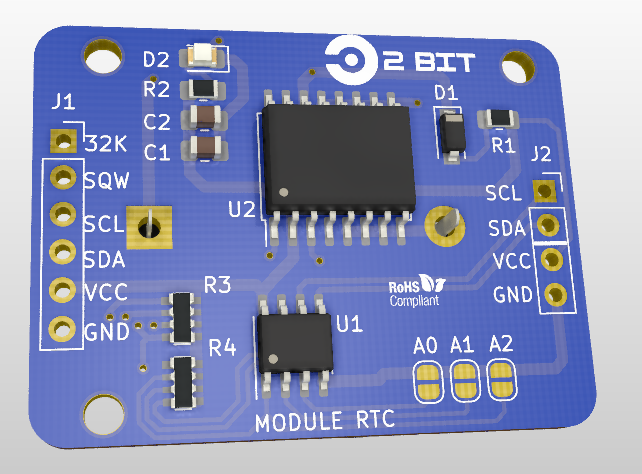 2 BIT
D2
R2
C2
C1
D1
R1
J1
32K
SQW
SCL
SDA
VCC
GND
U2
J2
SCL
SDA
VCC
GND
RoHS
Compliant
R3
R4
U1
A0 A1 A2
MODULE RTC